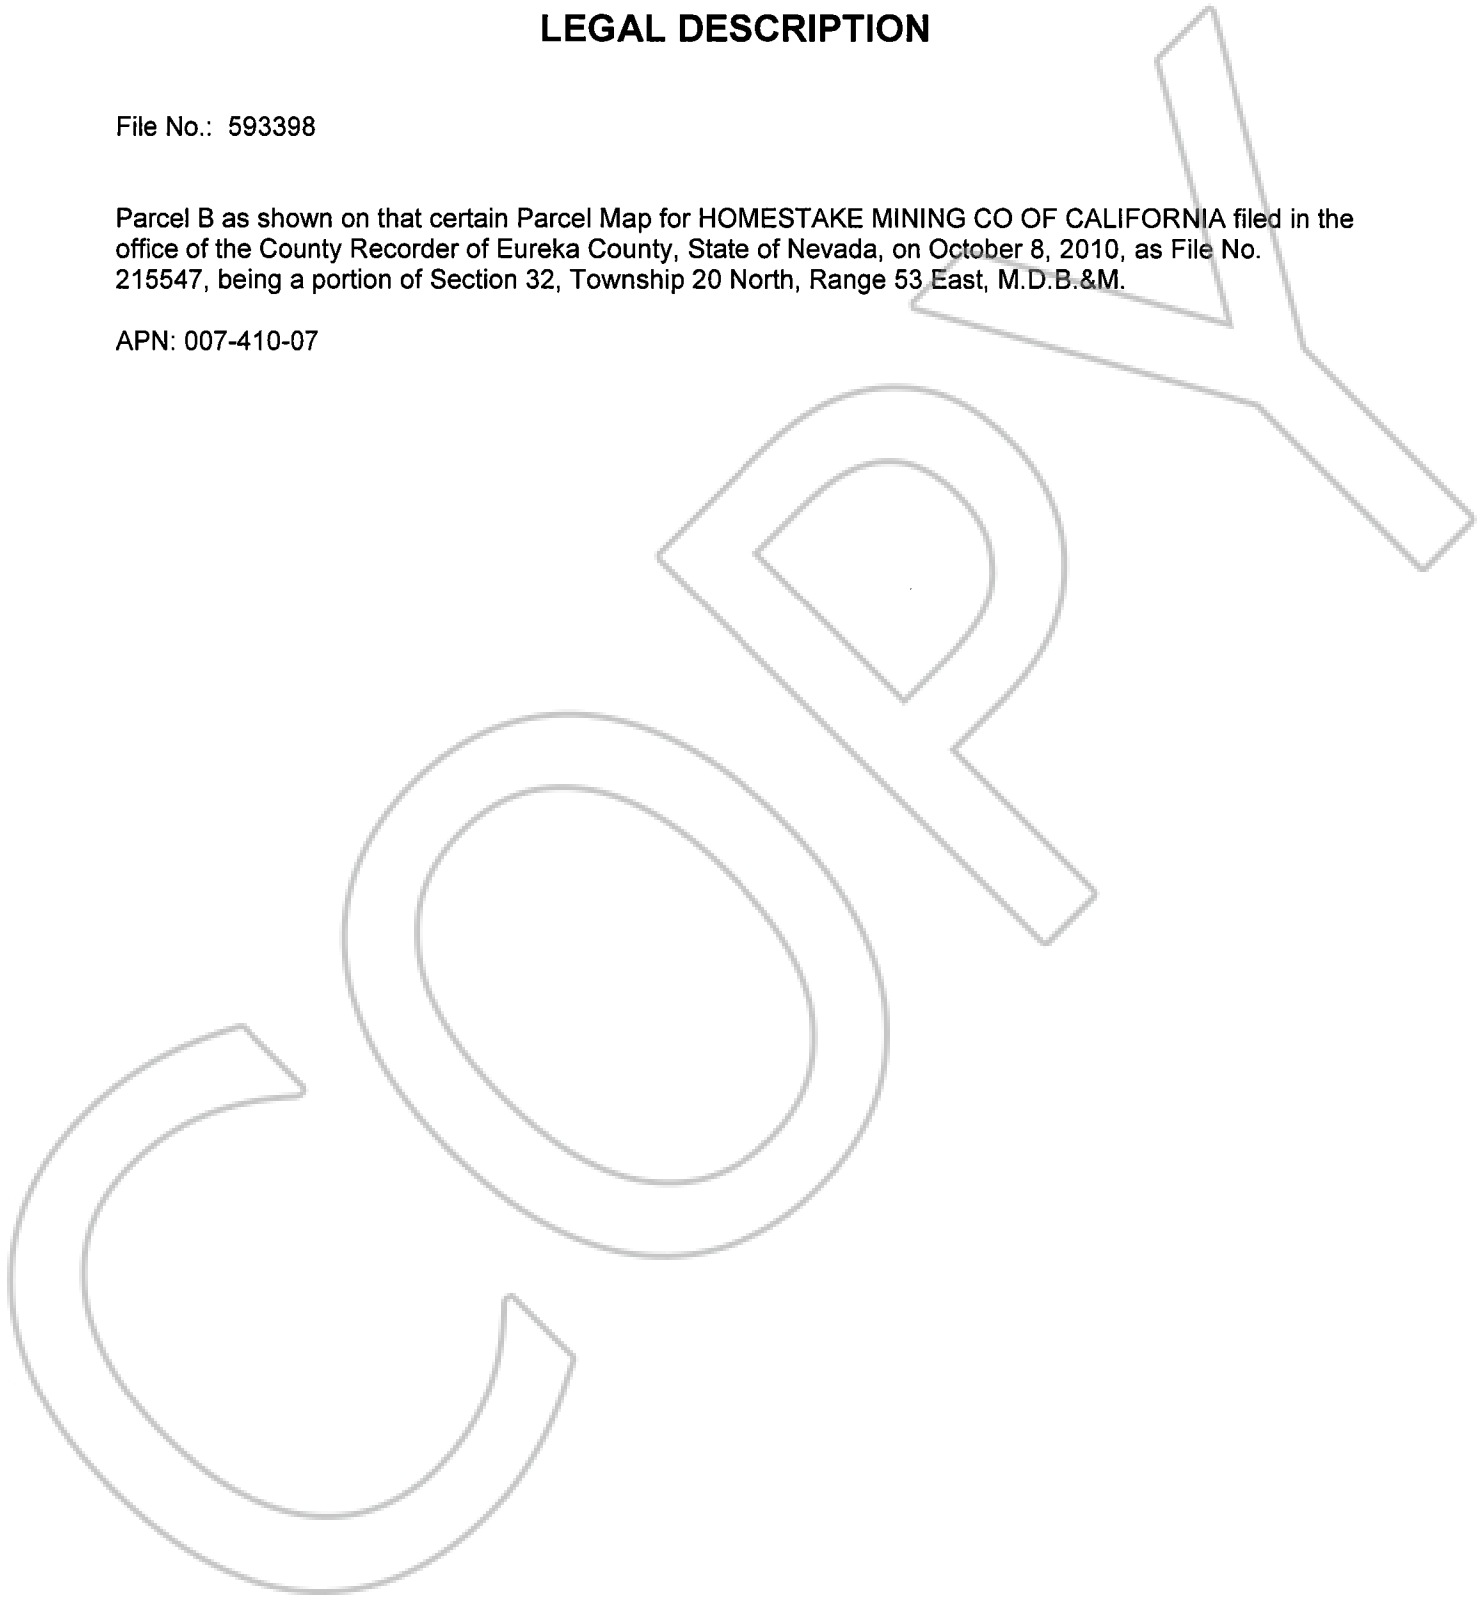 LEGAL DESCRIPTION
File No.: 593398
Parcel B as shown on that certain Parcel Map for HOMESTAKE MINING CO OF CALIFORNIA filed in the
office of the County Recorder of Eureka County, State of Nevada, on October 8, 2010, as File No.
215547, being a portion of Section 32, Township 20 North, Range 53 East, M.D.B.&M.
APN: 007-410-07
COPY